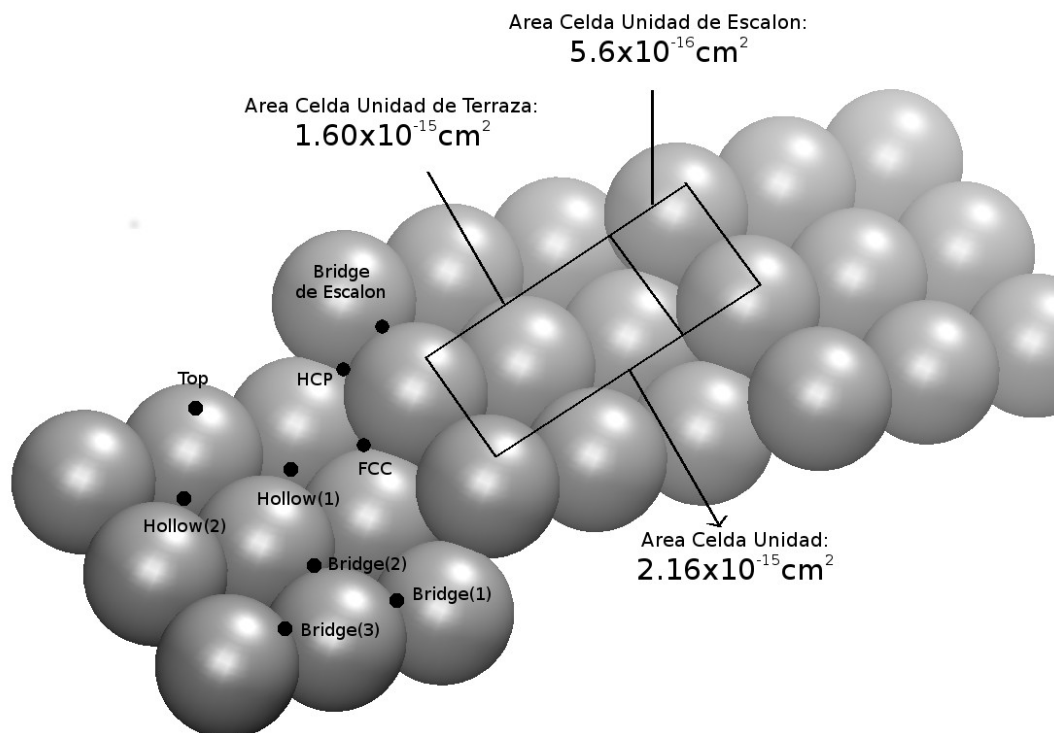 Area Celda Unidad de Escalon:
5.6x10⁻¹⁶cm²
Area Celda Unidad de Terraza:
1.60x10⁻¹⁵cm²
Bridge
de Escalon
HCP
Top
FCC
Hollow(1)
Hollow(2)
Bridge(2)
Bridge(1)
Bridge(3)
Area Celda Unidad:
2.16x10⁻¹⁵cm²